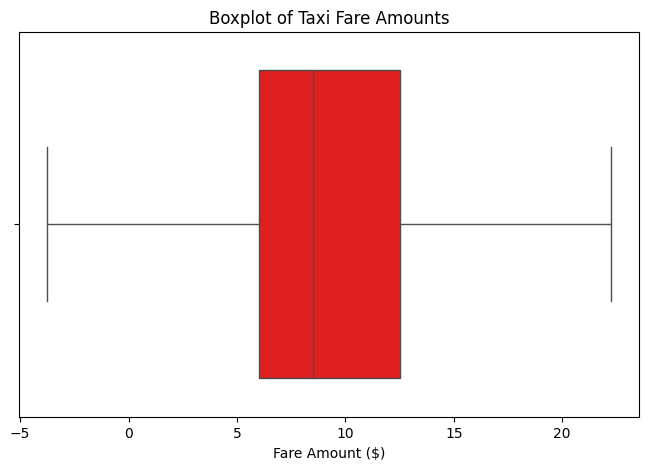 Boxplot of Taxi Fare Amounts
−5 0 5 10 15 20
Fare Amount ($)